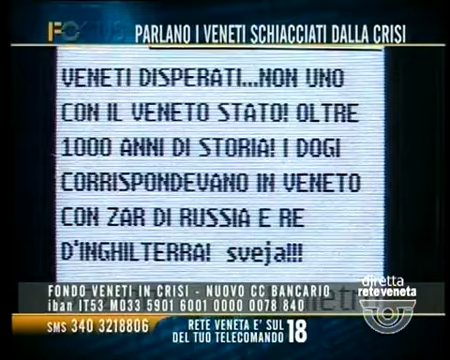 FOCUS
PARLANO I VENETI SCHIACCIATI DALLA CRISI
VENETI DISPERATI...NON UNO
CON IL VENETO STATO! OLTRE
1000 ANNI DI STORIA! I DOGI
CORRISPONDEVANO IN VENETO
CON ZAR DI RUSSIA E RE
D'INGHILTERRA! sveja!!!
diretta
reteveneta
FONDO VENETI IN CRISI - NUOVO CC BANCARIO
iban IT53 M033 5901 6001 0000 0078 840
SMS 340 3218806
RETE VENETA E' SUL
DEL TUO TELECOMANDO 18